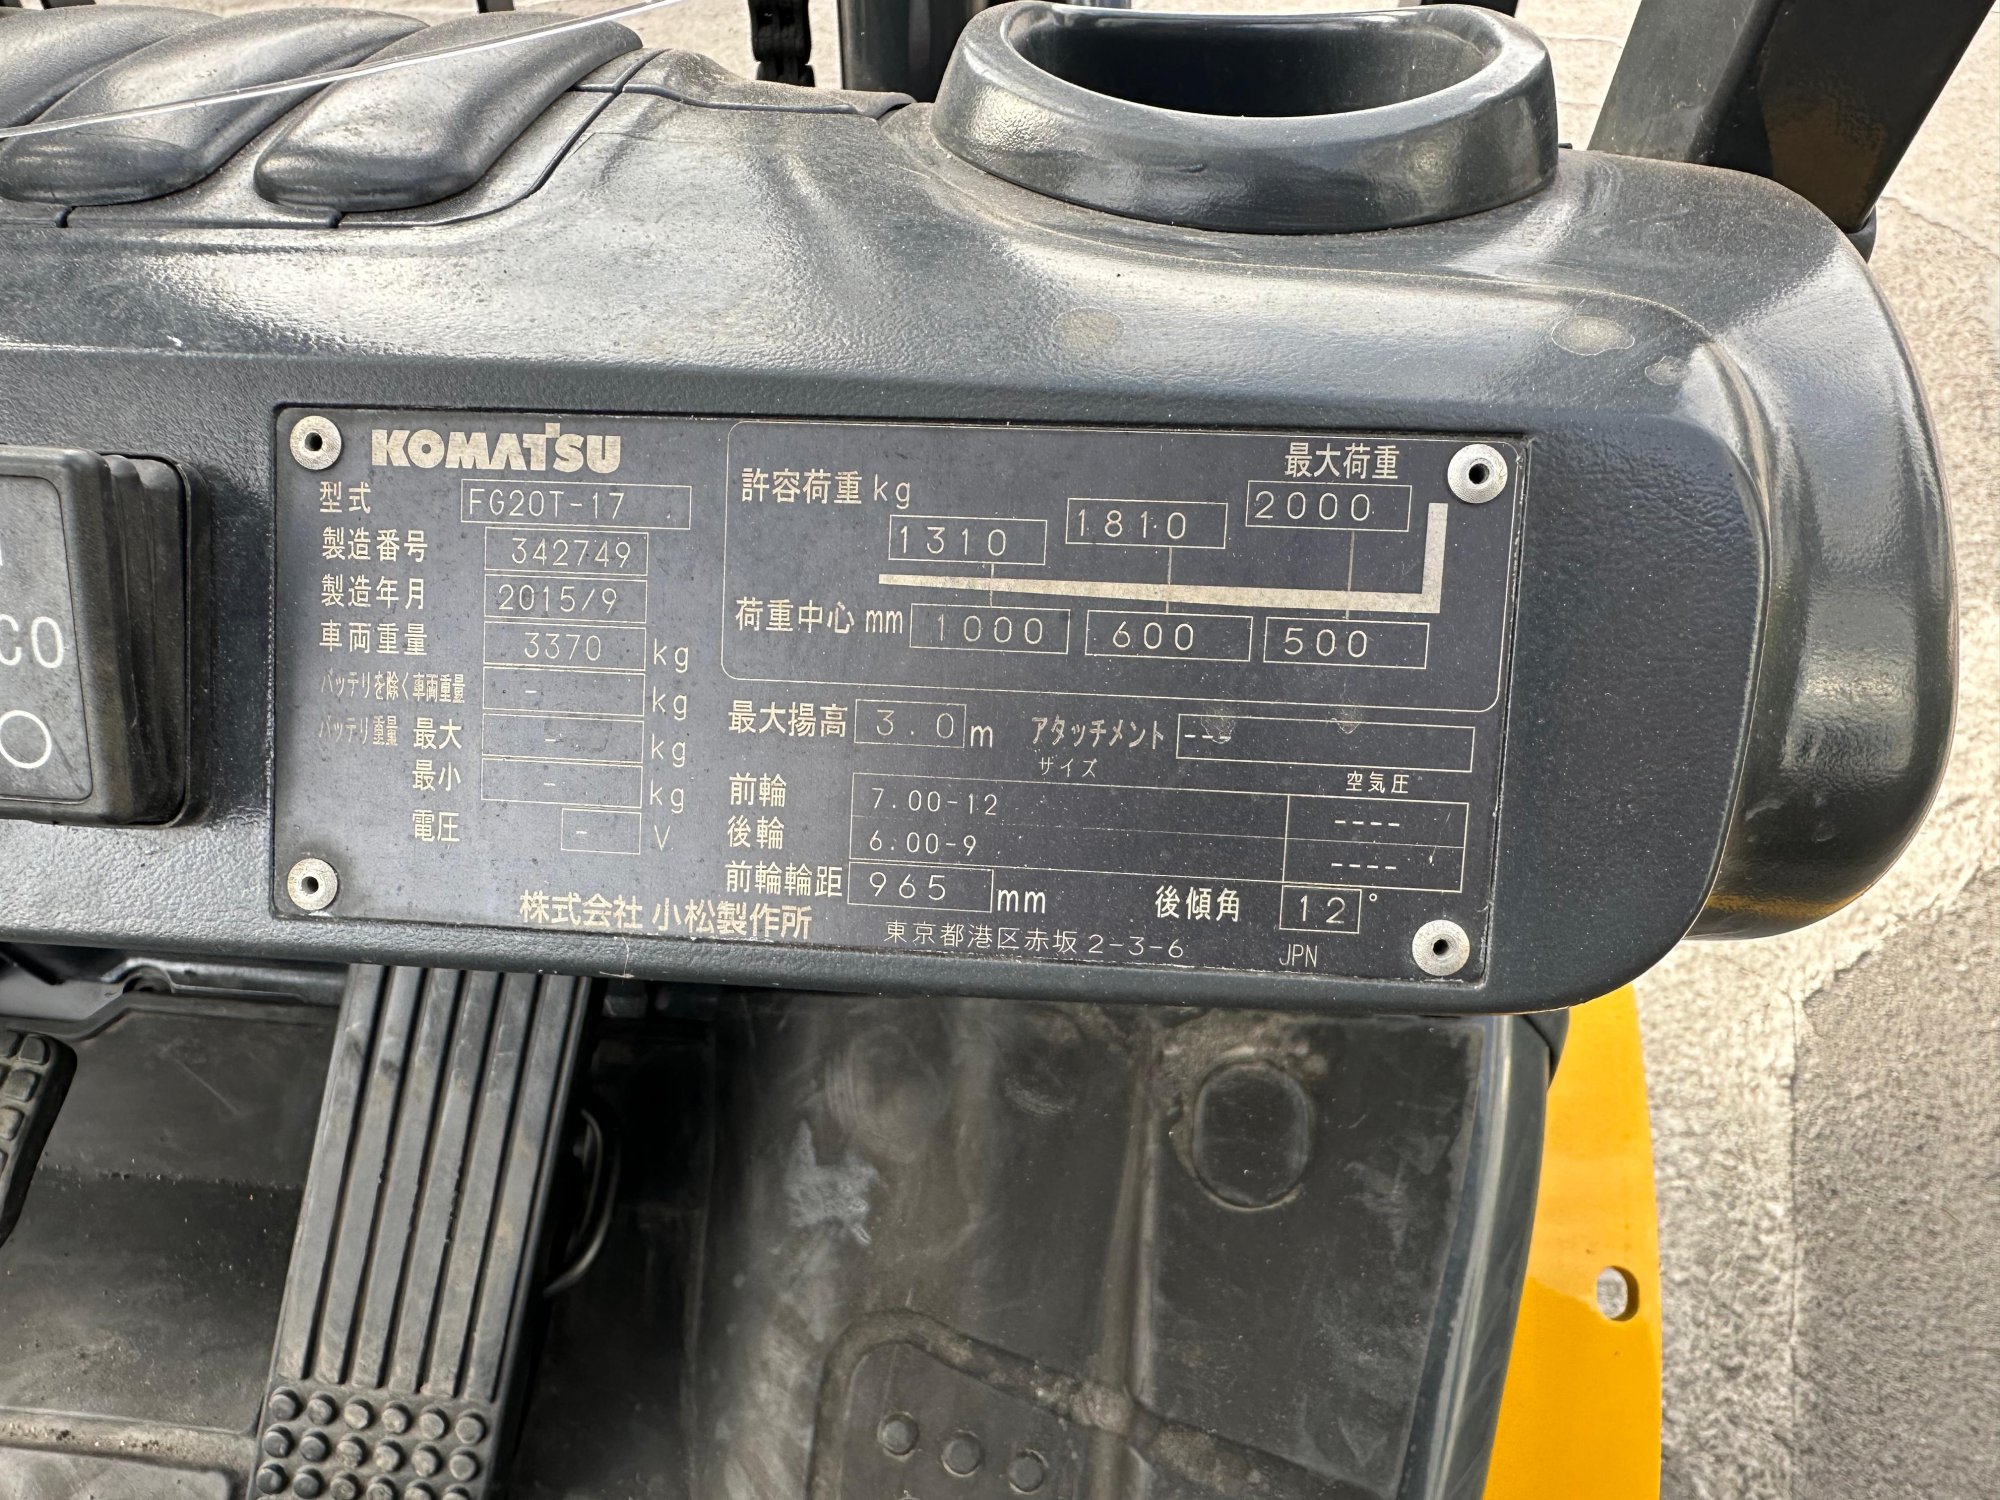 KOMATSU
型式 FG20T-17
製造番号 342749
製造年月 2015/9
車両重量 3370 kg
バッテリを除く車両重量 - kg
バッテリ重量 最大 - kg
最小 - kg
電圧 - V
許容荷重 kg 1310 1810 最大荷重 2000
荷重中心 mm 1000 600 500
最大揚高 3.0 m アタッチメント ---
サイズ 空気圧
前輪 7.00-12 ----
後輪 6.00-9 ----
前輪輪距 965 mm 後傾角 12°
株式会社 小松製作所 東京都港区赤坂2-3-6 JPN
CO